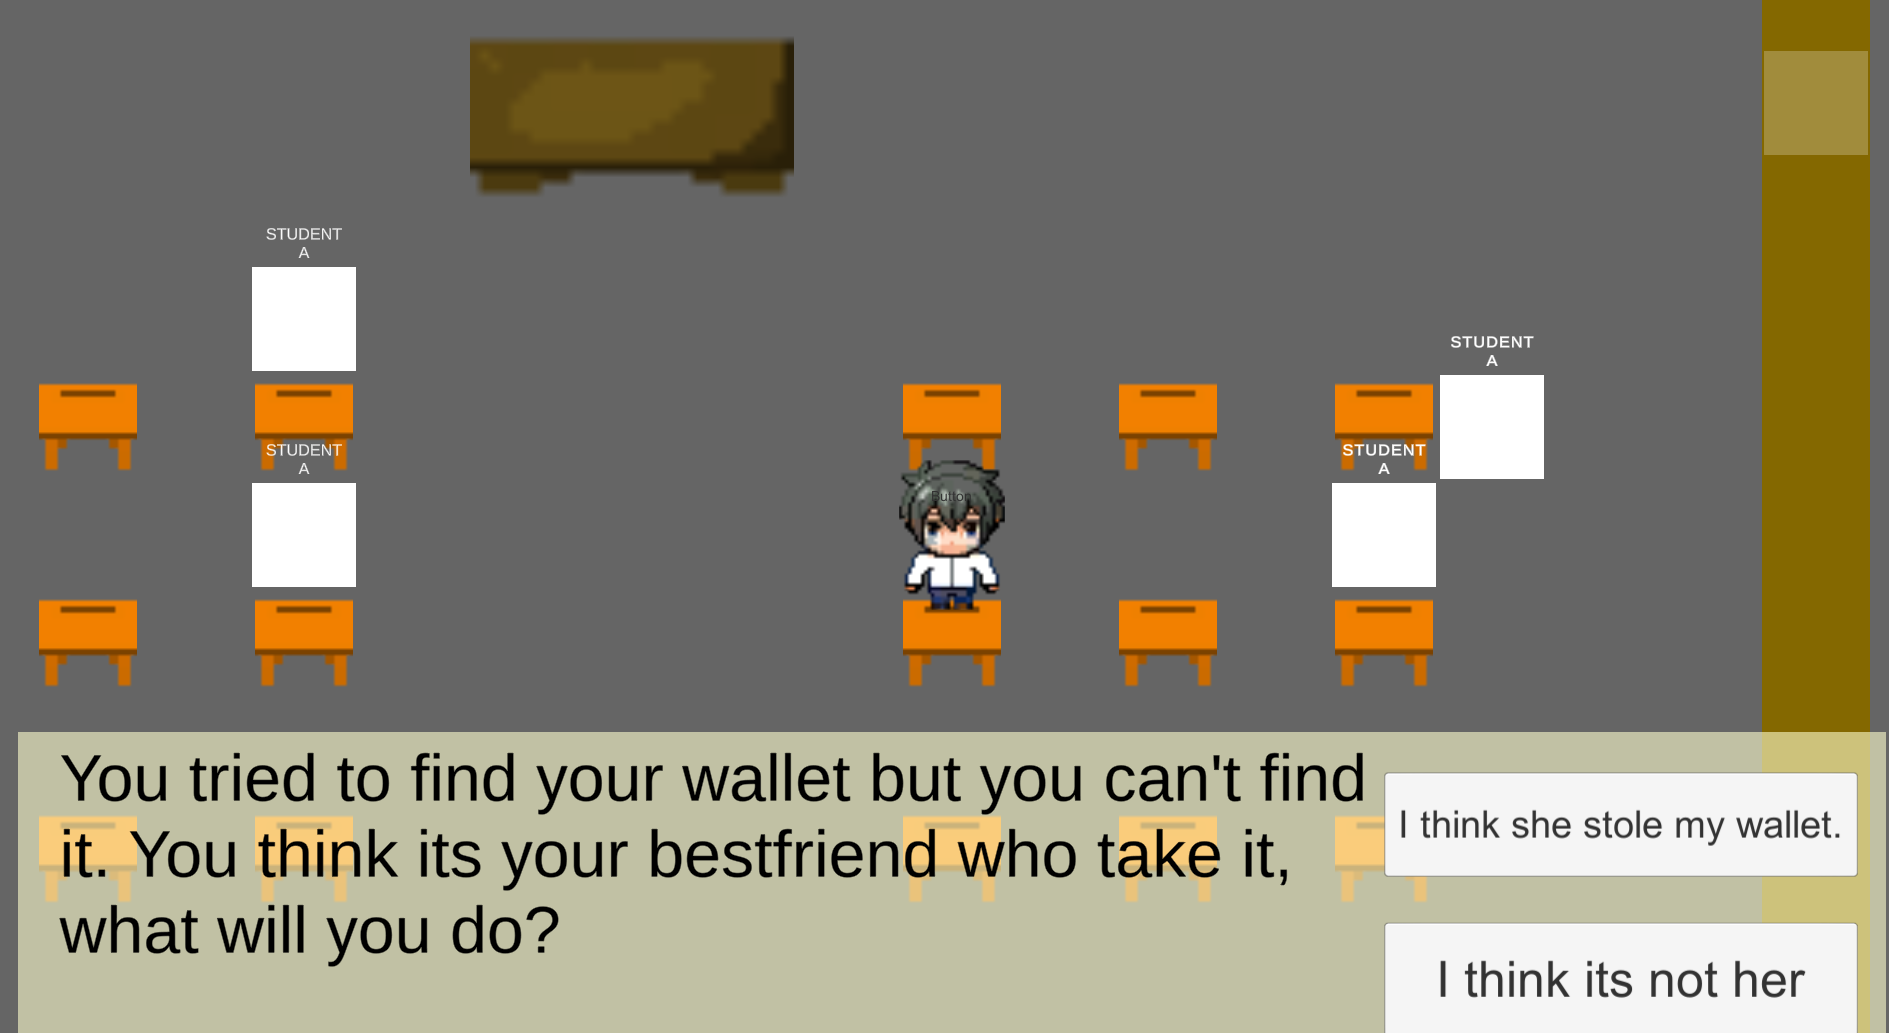 STUDENT
A
STUDENT
A
STUDENT
A
STUDENT
A
Button
You tried to find your wallet but you can't find
it. You think its your bestfriend who take it,
what will you do?
I think she stole my wallet.
I think its not her